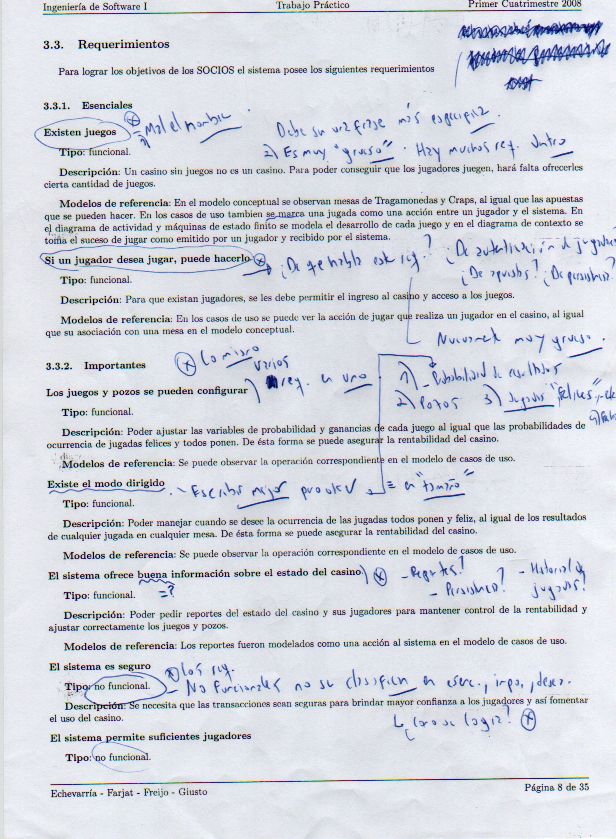 Ingeniería de Software I Trabajo Práctico Primer Cuatrimestre 2008
3.3. Requerimientos
Para lograr los objetivos de los SOCIOS el sistema posee los siguientes requerimientos
3.3.1. Esenciales
Mal el nombre.
Debe ser una frase más específica.
Existen juegos
2) Es muy "grueso". Hay muchos req. dentro
Tipo: funcional.
Descripción: Un casino sin juegos no es un casino. Para poder conseguir que los jugadores jueguen, hará falta ofrecerles
cierta cantidad de juegos.
Modelos de referencia: En el modelo conceptual se observan mesas de Tragamonedas y Craps, al igual que las apuestas
que se pueden hacer. En los casos de uso tambien se marca una jugada como una acción entre un jugador y el sistema. En
el diagrama de actividad y máquinas de estado finito se modela el desarrollo de cada juego y en el diagrama de contexto se
toma el suceso de jugar como emitido por un jugador y recibido por el sistema.
Si un jugador desea jugar, puede hacerlo
¿De que habla este req.? ¿De autenticación de jugadores?
¿De apuestas? ¿De persistencia?
Tipo: funcional.
Descripción: Para que existan jugadores, se les debe permitir el ingreso al casino y acceso a los juegos.
Modelos de referencia: En los casos de uso se puede ver la acción de jugar que realiza un jugador en el casino, al igual
que su asociación con una mesa en el modelo conceptual.
Nuevamente muy grueso.
3.3.2. Importantes
Lo mismo
varios
req. en uno
1) Probabilidad de resultados
Los juegos y pozos se pueden configurar
2) Pozos 3) Jugadas "felices"
Tipo: funcional.
Descripción: Poder ajustar las variables de probabilidad y ganancias de cada juego al igual que las probabilidades de
ocurrencia de jugadas felices y todos ponen. De ésta forma se puede asegurar la rentabilidad del casino.
Modelos de referencia: Se puede observar la operación correspondiente en el modelo de casos de uso.
Existe el modo dirigido
Escribir mejor en "tamaño"
Tipo: funcional.
Descripción: Poder manejar cuando se desee la ocurrencia de las jugadas todos ponen y feliz, al igual de los resultados
de cualquier jugada en cualquier mesa. De ésta forma se puede asegurar la rentabilidad del casino.
Modelos de referencia: Se puede observar la operación correspondiente en el modelo de casos de uso.
El sistema ofrece buena información sobre el estado del casino
=?
- Reportes?
- Persistencia?
- Historial de
jugadas?
Tipo: funcional.
Descripción: Poder pedir reportes del estado del casino y sus jugadores para mantener control de la rentabilidad y
ajustar correctamente los juegos y pozos.
Modelos de referencia: Los reportes fueron modelados como una acción al sistema en el modelo de casos de uso.
El sistema es seguro
Los req.
No funcionales no se clasifican en esenc., impo., desea.
Tipo: no funcional.
Descripción: Se necesita que las transacciones sean seguras para brindar mayor confianza a los jugadores y así fomentar
el uso del casino.
¿Como se logra?
El sistema permite suficientes jugadores
Tipo: no funcional.
Echevarría - Farjat - Freijo - Giusto Página 8 de 35